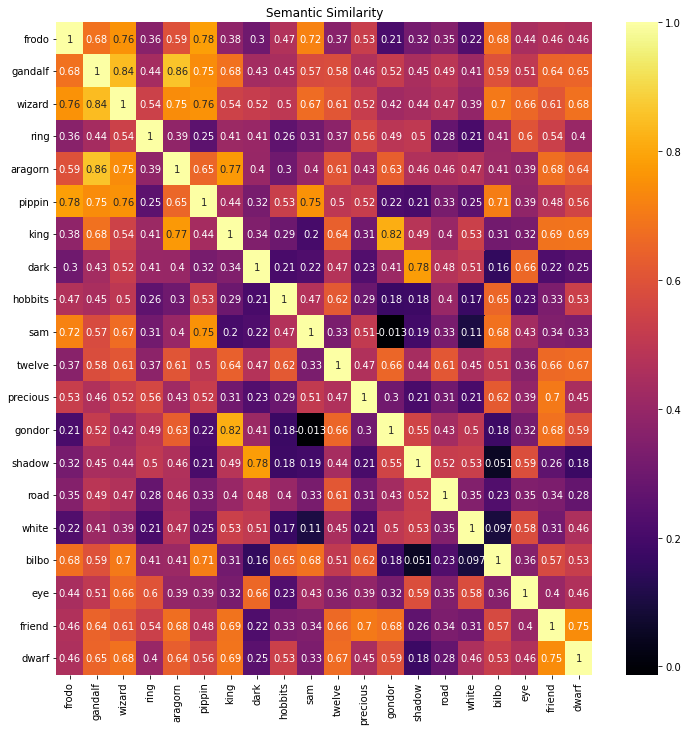 Semantic Similarity
frodo 1 0.68 0.76 0.36 0.59 0.78 0.38 0.3 0.47 0.72 0.37 0.53 0.21 0.32 0.35 0.22 0.68 0.44 0.46 0.46
gandalf 0.68 1 0.84 0.44 0.86 0.75 0.68 0.43 0.45 0.57 0.58 0.46 0.52 0.45 0.49 0.41 0.59 0.51 0.64 0.65
wizard 0.76 0.84 1 0.54 0.75 0.76 0.54 0.52 0.5 0.67 0.61 0.52 0.42 0.44 0.47 0.39 0.7 0.66 0.61 0.68
ring 0.36 0.44 0.54 1 0.39 0.25 0.41 0.41 0.26 0.31 0.37 0.56 0.49 0.5 0.28 0.21 0.41 0.6 0.54 0.4
aragorn 0.59 0.86 0.75 0.39 1 0.65 0.77 0.4 0.3 0.4 0.61 0.43 0.63 0.46 0.46 0.47 0.41 0.39 0.68 0.64
pippin 0.78 0.75 0.76 0.25 0.65 1 0.44 0.32 0.53 0.75 0.5 0.52 0.22 0.21 0.33 0.25 0.71 0.39 0.48 0.56
king 0.38 0.68 0.54 0.41 0.77 0.44 1 0.34 0.29 0.2 0.64 0.31 0.82 0.49 0.4 0.53 0.31 0.32 0.69 0.69
dark 0.3 0.43 0.52 0.41 0.4 0.32 0.34 1 0.21 0.22 0.47 0.23 0.41 0.78 0.48 0.51 0.16 0.66 0.22 0.25
hobbits 0.47 0.45 0.5 0.26 0.3 0.53 0.29 0.21 1 0.47 0.62 0.29 0.18 0.18 0.4 0.17 0.65 0.23 0.33 0.53
sam 0.72 0.57 0.67 0.31 0.4 0.75 0.2 0.22 0.47 1 0.33 0.51 -0.013 0.19 0.33 0.11 0.68 0.43 0.34 0.33
twelve 0.37 0.58 0.61 0.37 0.61 0.5 0.64 0.47 0.62 0.33 1 0.47 0.66 0.44 0.61 0.45 0.51 0.36 0.66 0.67
precious 0.53 0.46 0.52 0.56 0.43 0.52 0.31 0.23 0.29 0.51 0.47 1 0.3 0.21 0.31 0.21 0.62 0.39 0.7 0.45
gondor 0.21 0.52 0.42 0.49 0.63 0.22 0.82 0.41 0.18 -0.013 0.66 0.3 1 0.55 0.43 0.5 0.18 0.32 0.68 0.59
shadow 0.32 0.45 0.44 0.5 0.46 0.21 0.49 0.78 0.18 0.19 0.44 0.21 0.55 1 0.52 0.53 0.051 0.59 0.26 0.18
road 0.35 0.49 0.47 0.28 0.46 0.33 0.4 0.48 0.4 0.33 0.61 0.31 0.43 0.52 1 0.35 0.23 0.35 0.34 0.28
white 0.22 0.41 0.39 0.21 0.47 0.25 0.53 0.51 0.17 0.11 0.45 0.21 0.5 0.53 0.35 1 0.097 0.58 0.31 0.46
bilbo 0.68 0.59 0.7 0.41 0.41 0.71 0.31 0.16 0.65 0.68 0.51 0.62 0.18 0.051 0.23 0.097 1 0.36 0.57 0.53
eye 0.44 0.51 0.66 0.6 0.39 0.39 0.32 0.66 0.23 0.43 0.36 0.39 0.32 0.59 0.35 0.58 0.36 1 0.4 0.46
friend 0.46 0.64 0.61 0.54 0.68 0.48 0.69 0.22 0.33 0.34 0.66 0.7 0.68 0.26 0.34 0.31 0.57 0.4 1 0.75
dwarf 0.46 0.65 0.68 0.4 0.64 0.56 0.69 0.25 0.53 0.33 0.67 0.45 0.59 0.18 0.28 0.46 0.53 0.46 0.75 1
frodo gandalf wizard ring aragorn pippin king dark hobbits sam twelve precious gondor shadow road white bilbo eye friend dwarf
1.0
0.8
0.6
0.4
0.2
0.0